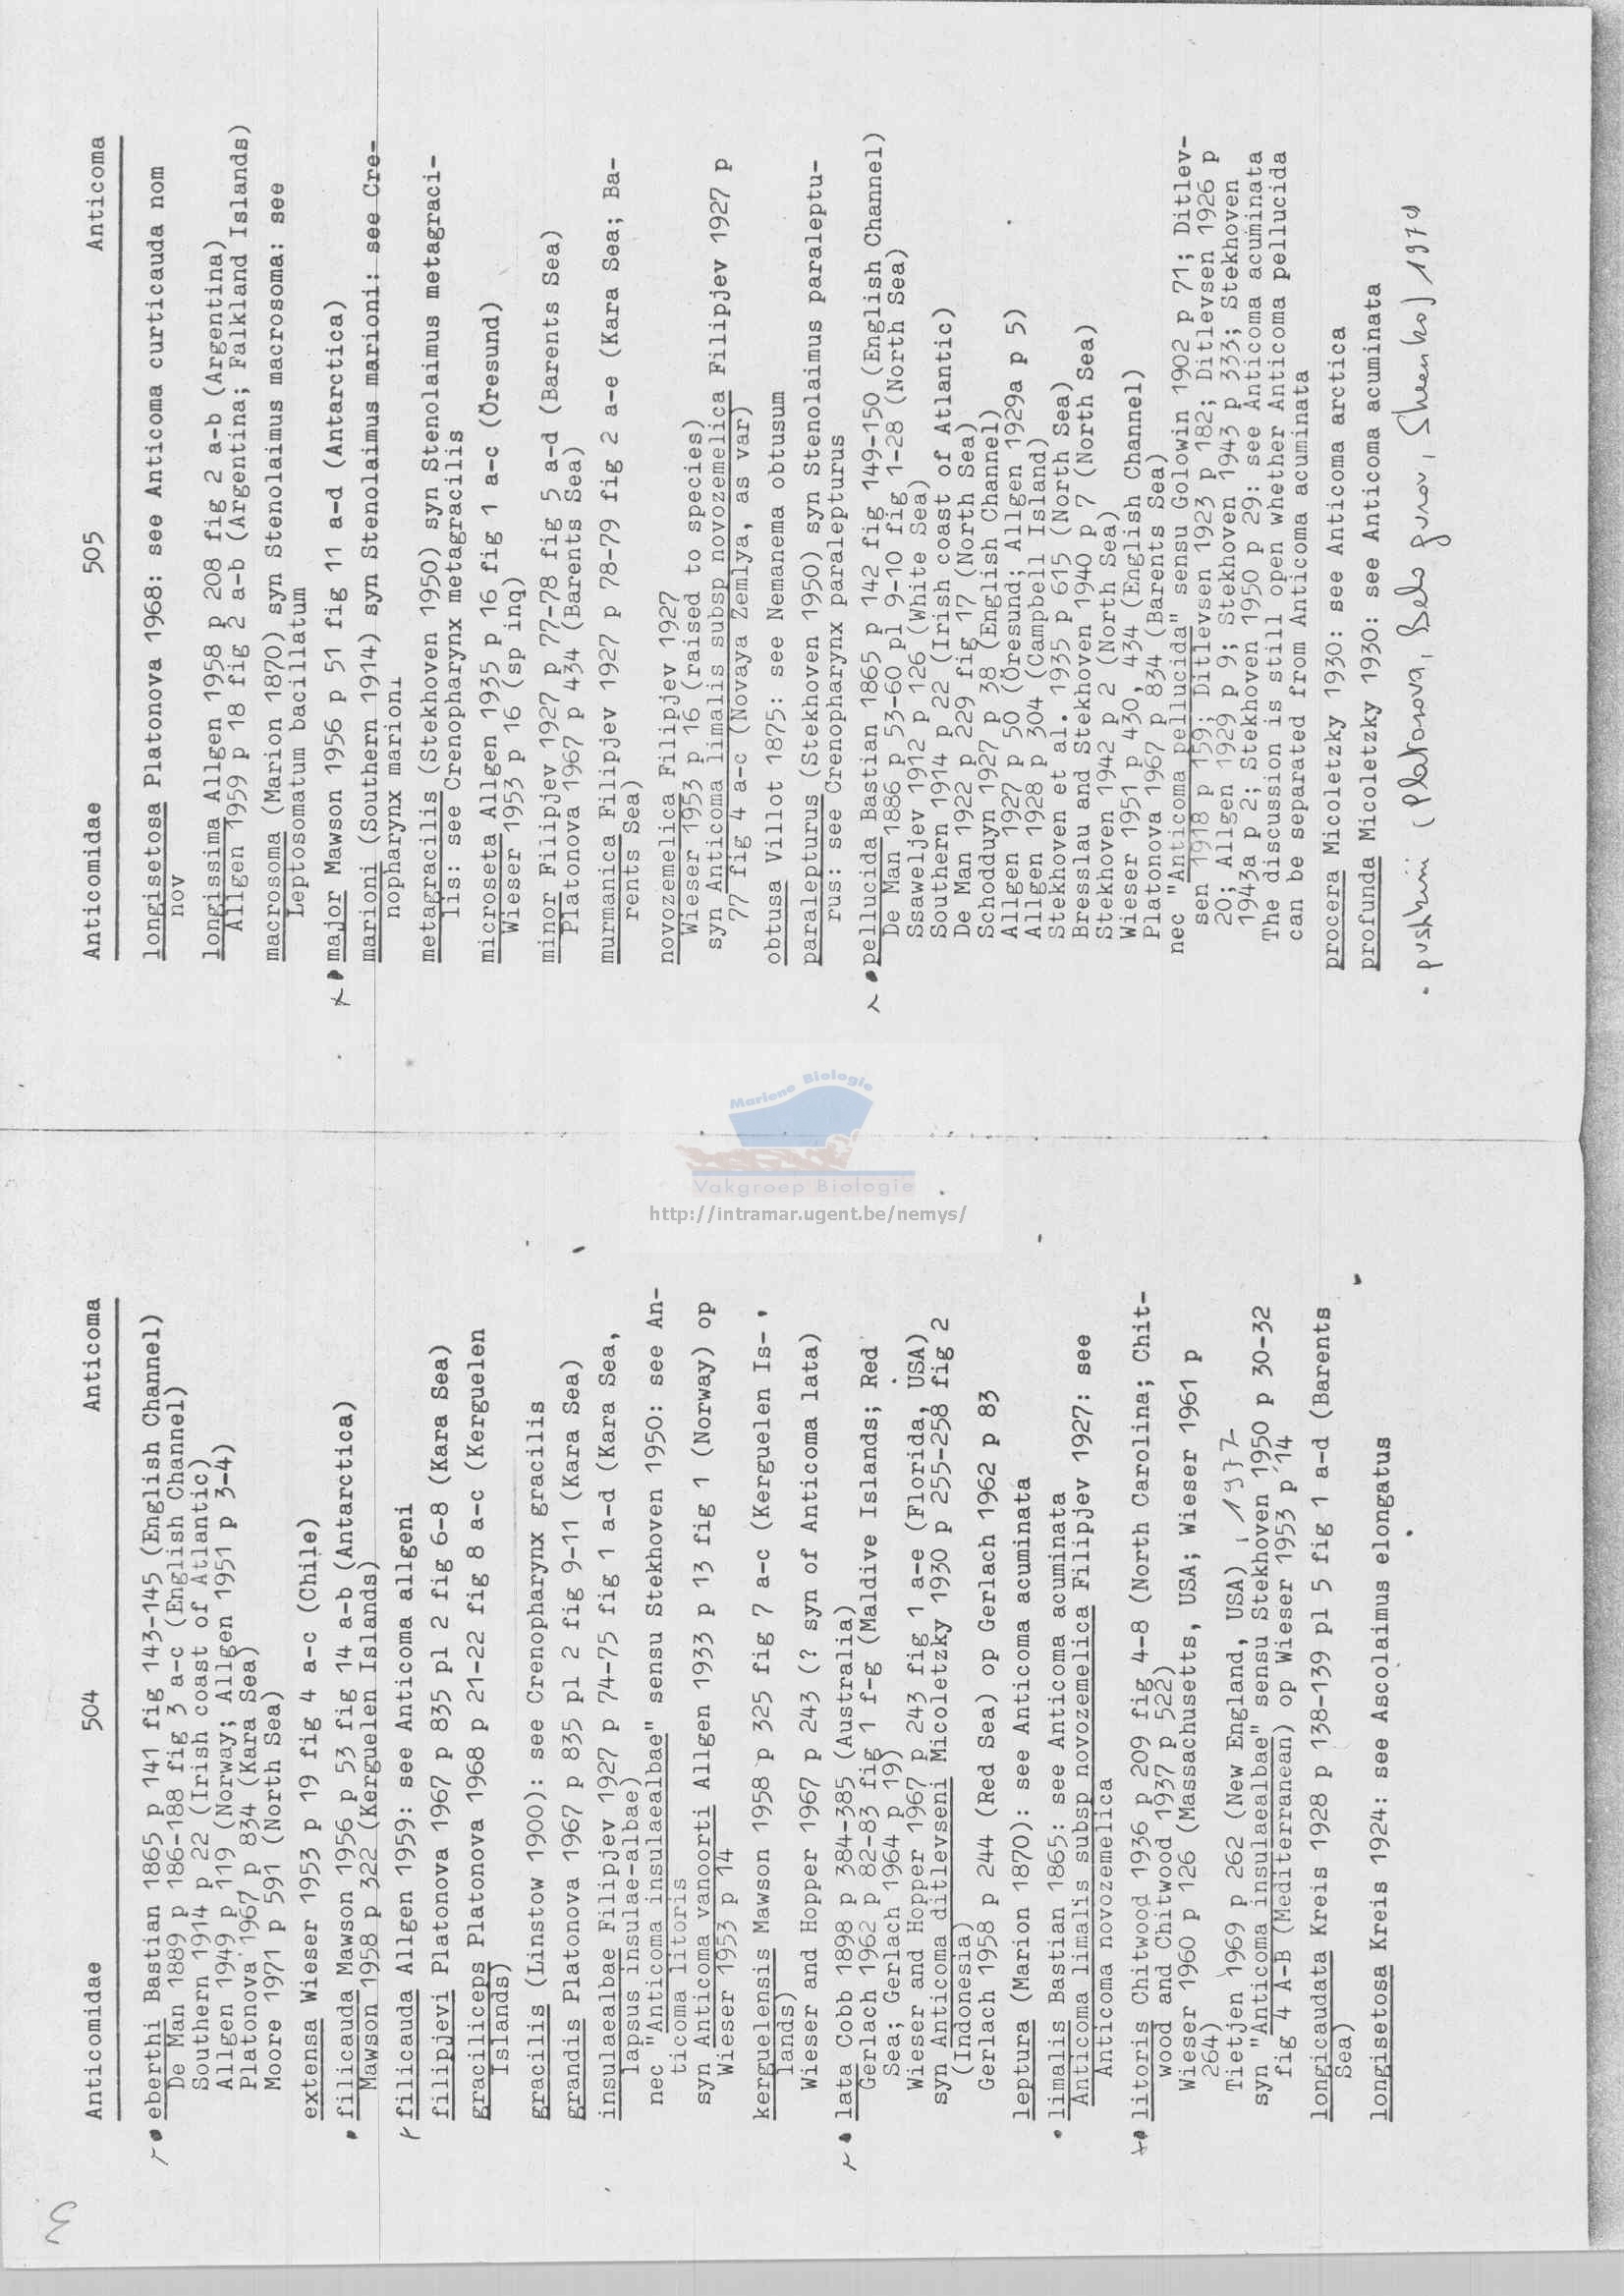 3
Anticomidae 504 Anticoma
eberthi Bastian 1865 p 141 fig 143-145 (English Channel)
De Man 1889 p 186-188 fig 3 a-c (English Channel)
Southern 1914 p 22 (Irish coast of Atlantic)
Allgen 1949 p 119 (Norway; Allgen 1951 p 3-4)
Platonova 1967 p 834 (Kara Sea)
Moore 1971 p 591 (North Sea)
extensa Wieser 1953 p 19 fig 4 a-c (Chile)
filicauda Mawson 1956 p 53 fig 14 a-b (Antarctica)
Mawson 1958 p 322 (Kerguelen Islands)
filicauda Allgen 1959: see Anticoma allgeni
filipjevi Platonova 1967 p 835 pl 2 fig 6-8 (Kara Sea)
graciliceps Platonova 1968 p 21-22 fig 8 a-c (Kerguelen
Islands)
gracilis (Linstow 1900): see Crenopharynx gracilis
grandis Platonova 1967 p 835 pl 2 fig 9-11 (Kara Sea)
insulaealbae Filipjev 1927 p 74-75 fig 1 a-d (Kara Sea,
lapsus insulae-albae)
nec "Anticoma insulaealbae" sensu Stekhoven 1950: see An-
ticoma litoris
syn Anticoma vanoorti Allgen 1933 p 13 fig 1 (Norway) op
Wieser 1953 p 14
kerguelensis Mawson 1958 p 325 fig 7 a-c (Kerguelen Is-
lands)
Wieser and Hopper 1967 p 243 (? syn of Anticoma lata)
lata Cobb 1898 p 384-385 (Australia)
Gerlach 1962 p 82-83 fig 1 f-g (Maldive Islands; Red
Sea; Gerlach 1964 p 19)
Wieser and Hopper 1967 p 243 fig 1 a-e (Florida, USA)
syn Anticoma ditlevseni Micoletzky 1930 p 255-258 fig 2
(Indonesia)
Gerlach 1958 p 244 (Red Sea) op Gerlach 1962 p 83
leptura (Marion 1870): see Anticoma acuminata
limalis Bastian 1865: see Anticoma acuminata
Anticoma limalis subsp novozemelica Filipjev 1927: see
Anticoma novozemelica
litoris Chitwood 1936 p 209 fig 4-8 (North Carolina; Chit-
wood and Chitwood 1937 p 522)
Wieser 1960 p 126 (Massachusetts, USA; Wieser 1961 p
264)
Tietjen 1969 p 262 (New England, USA) ; 1977
syn "Anticoma insulaealbae" sensu Stekhoven 1950 p 30-32
fig 4 A-B (Mediterranean) op Wieser 1953 p 14
longicaudata Kreis 1928 p 138-139 pl 5 fig 1 a-d (Barents
Sea)
longisetosa Kreis 1924: see Ascolaimus elongatus
Anticomidae 505 Anticoma
longisetosa Platonova 1968: see Anticoma curticauda nom
nov
longissima Allgen 1958 p 208 fig 2 a-b (Argentina)
Allgen 1959 p 18 fig 2 a-b (Argentina; Falkland Islands)
macrosoma (Marion 1870) syn Stenolaimus macrosoma: see
Leptosomatum bacillatum
major Mawson 1956 p 51 fig 11 a-d (Antarctica)
marioni (Southern 1914) syn Stenolaimus marioni: see Cre-
nopharynx marioni
metagracilis (Stekhoven 1950) syn Stenolaimus metagraci-
lis: see Crenopharynx metagracilis
microseta Allgen 1935 p 16 fig 1 a-c (Öresund)
Wieser 1953 p 16 (sp inq)
minor Filipjev 1927 p 77-78 fig 5 a-d (Barents Sea)
Platonova 1967 p 434 (Barents Sea)
murmanica Filipjev 1927 p 78-79 fig 2 a-e (Kara Sea; Ba-
rents Sea)
novozemelica Filipjev 1927
Wieser 1953 p 16 (raised to species)
syn Anticoma limalis subsp novozemelica Filipjev 1927 p
77 fig 4 a-c (Novaya Zemlya, as var)
obtusa Villot 1875: see Nemanema obtusum
paralepturus (Stekhoven 1950) syn Stenolaimus paraleptu-
rus: see Crenopharynx paralepturus
pellucida Bastian 1865 p 142 fig 149-150 (English Channel)
De Man 1886 p 53-60 pl 9-10 fig 1-28 (North Sea)
Ssaweljev 1912 p 126 (White Sea)
Southern 1914 p 22 (Irish coast of Atlantic)
De Man 1922 p 229 fig 17 (North Sea)
Schodduyn 1927 p 38 (English Channel)
Allgen 1927 p 50 (Öresund; Allgen 1929a p 5)
Allgen 1928 p 304 (Campbell Island)
Stekhoven et al. 1935 p 615 (North Sea)
Bresslau and Stekhoven 1940 p 7 (North Sea)
Stekhoven 1942 p 2 (North Sea)
Wieser 1951 p 430, 434 (English Channel)
Platonova 1967 p 834 (Barents Sea)
nec "Anticoma pellucida" sensu Golowin 1902 p 71; Ditlev-
sen 1918 p 159; Ditlevsen 1923 p 182; Ditlevsen 1926 p
20; Allgen 1929 p 9; Stekhoven 1943 p 333; Stekhoven
1943a p 2; Stekhoven 1950 p 29: see Anticoma acuminata
The discussion is still open whether Anticoma pellucida
can be separated from Anticoma acuminata
procera Micoletzky 1930: see Anticoma arctica
profunda Micoletzky 1930: see Anticoma acuminata
• pushkini (Platonova, Belogurov, Sheenko) 1979
Mariene Biologie
Vakgroep Biologie
http://intramar.ugent.be/nemys/